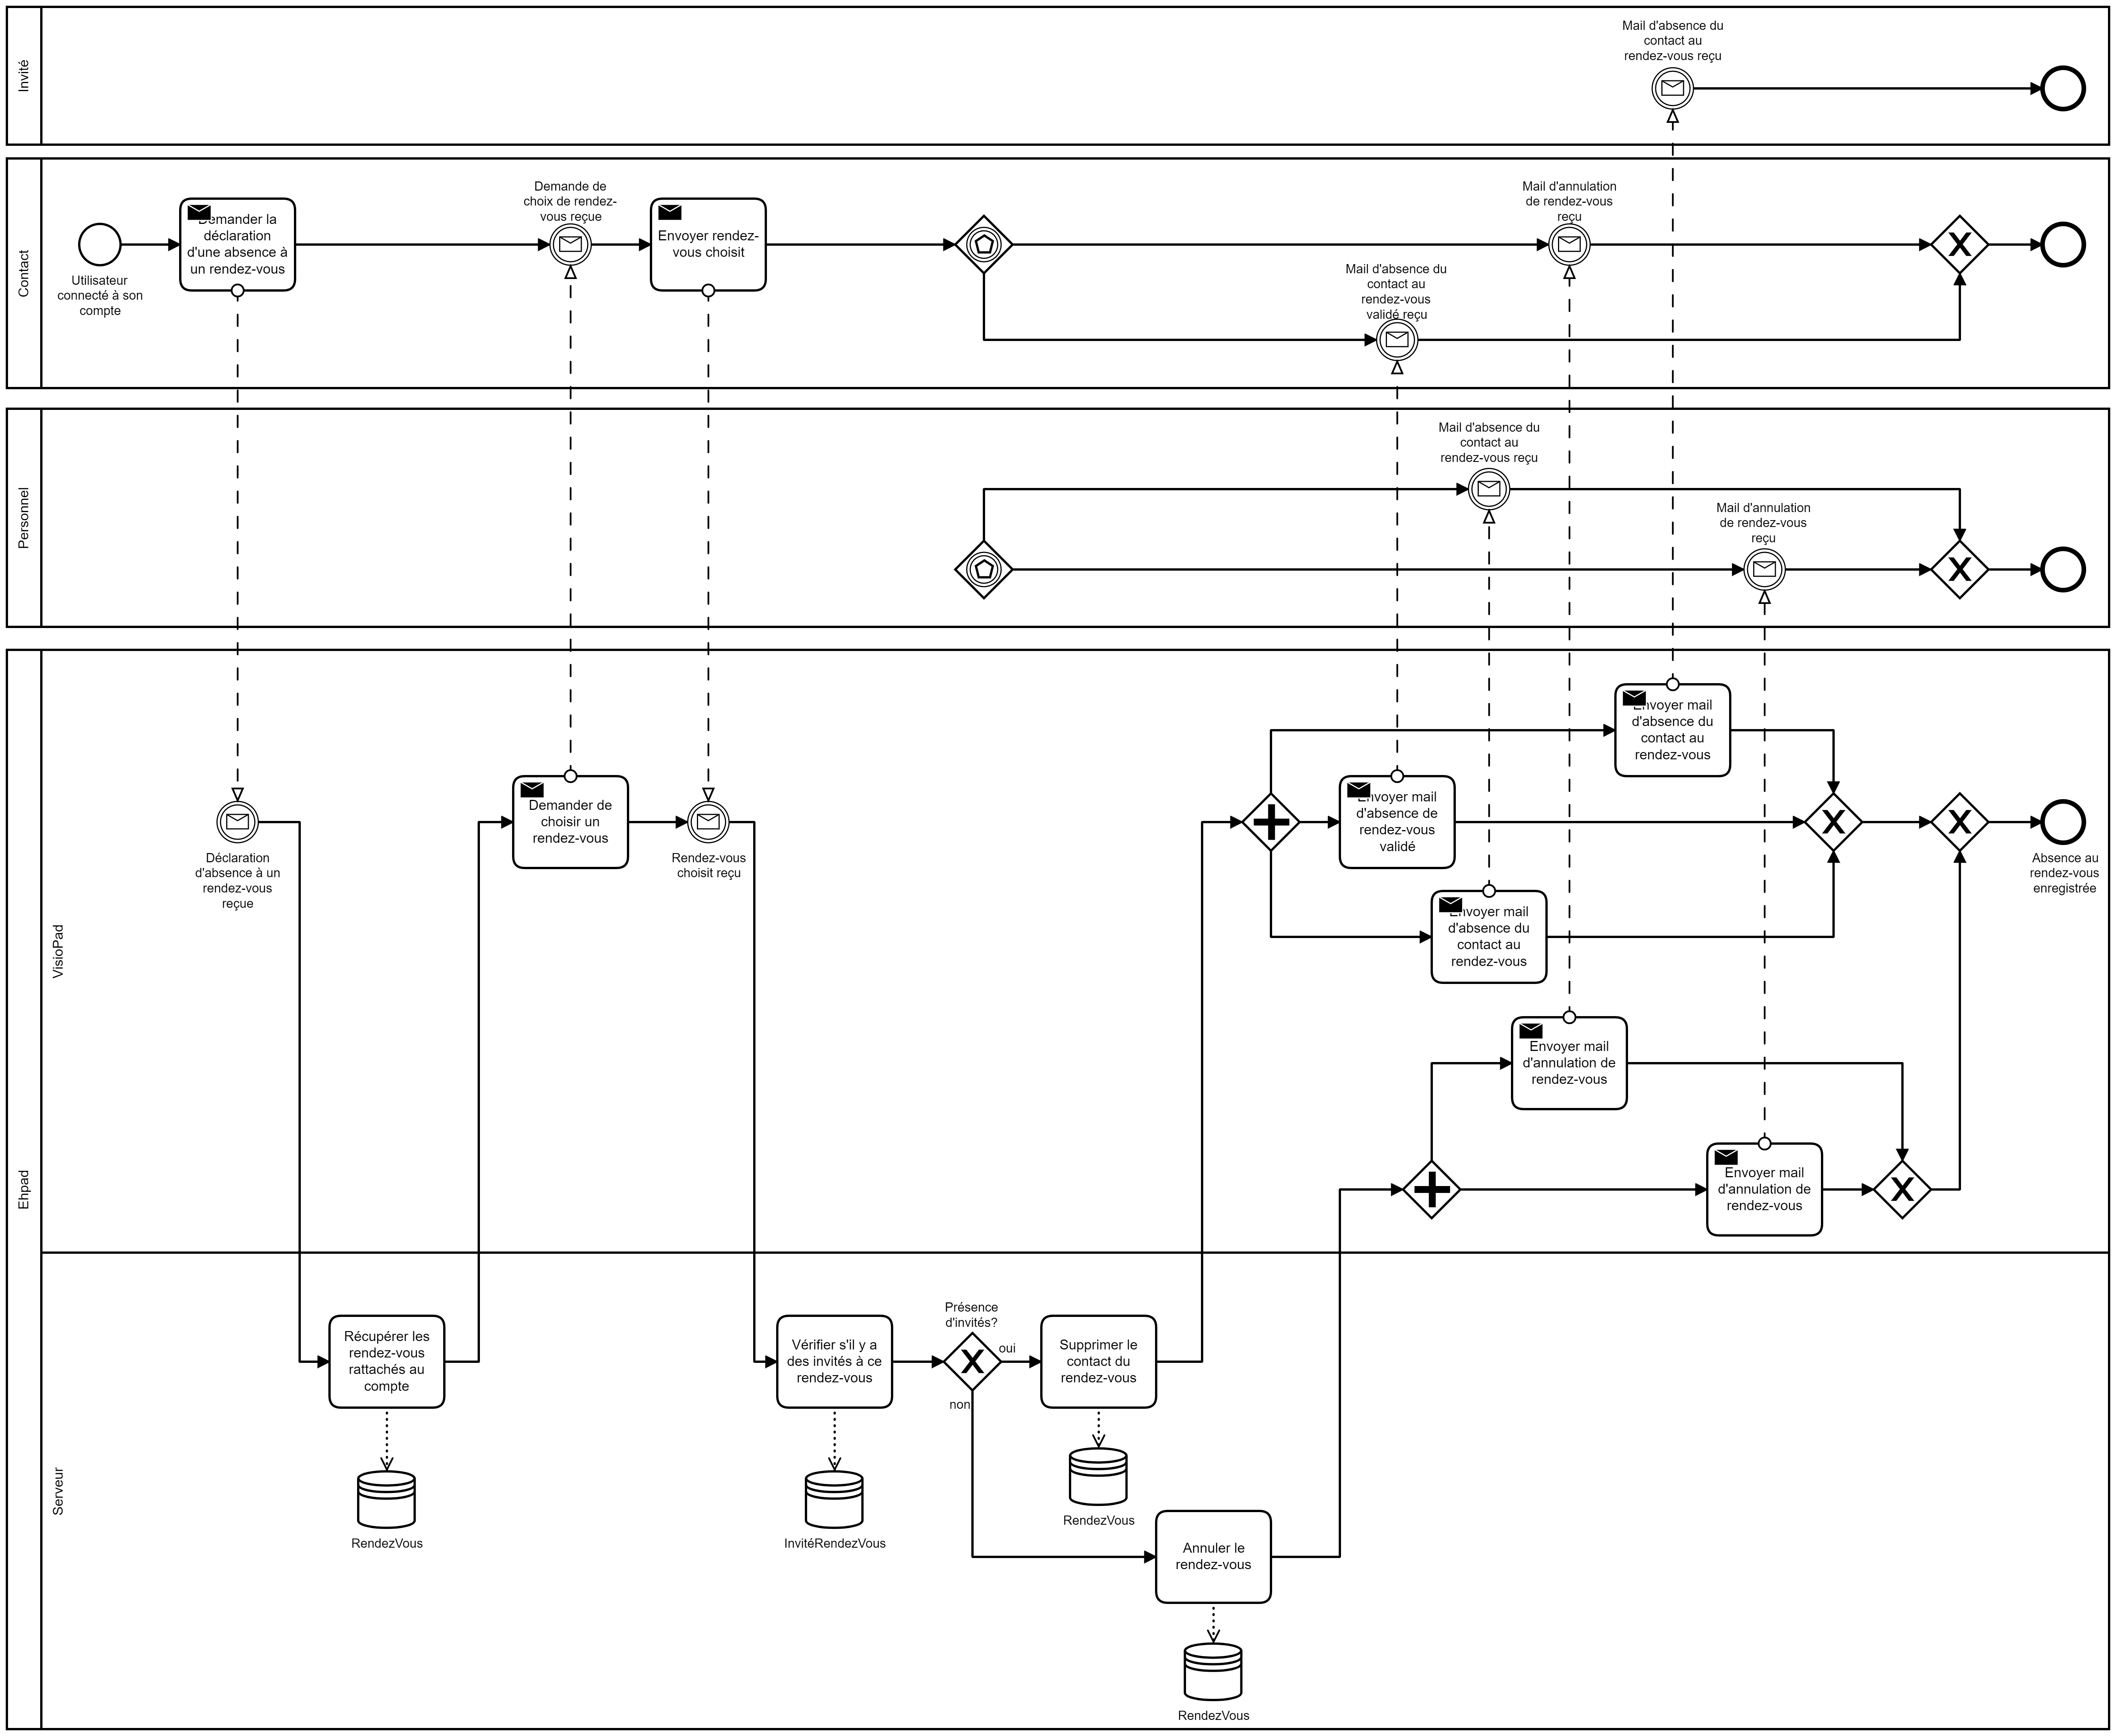 Invité
Mail d'absence du
contact au
rendez-vous reçu
Contact
Utilisateur
connecté à son
compte
Demander la
déclaration
d'une absence à
un rendez-vous
Demande de
choix de rendez-
vous reçue
Envoyer rendez-
vous choisit
Mail d'absence du
contact au
rendez-vous
validé reçu
Mail d'annulation
de rendez-vous
reçu
Personnel
Mail d'absence du
contact au
rendez-vous reçu
Mail d'annulation
de rendez-vous
reçu
Ehpad
VisioPad
Déclaration
d'absence à un
rendez-vous
reçue
Demander de
choisir un
rendez-vous
Rendez-vous
choisit reçu
Envoyer mail
d'absence du
contact au
rendez-vous
Envoyer mail
d'absence de
rendez-vous
validé
Envoyer mail
d'absence du
contact au
rendez-vous
Envoyer mail
d'annulation de
rendez-vous
Envoyer mail
d'annulation de
rendez-vous
Absence au
rendez-vous
enregistrée
Serveur
Récupérer les
rendez-vous
rattachés au
compte
RendezVous
Vérifier s'il y a
des invités à ce
rendez-vous
InvitéRendezVous
Présence
d'invités?
oui
non
Supprimer le
contact du
rendez-vous
RendezVous
Annuler le
rendez-vous
RendezVous